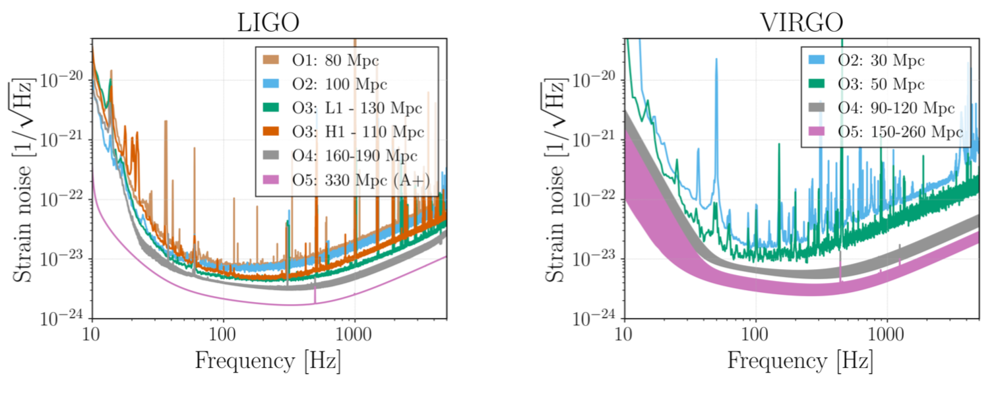 LIGO
Strain noise [1/√Hz]
10⁻²⁰
10⁻²¹
10⁻²²
10⁻²³
10⁻²⁴
O1: 80 Mpc
O2: 100 Mpc
O3: L1 - 130 Mpc
O3: H1 - 110 Mpc
O4: 160-190 Mpc
O5: 330 Mpc (A+)
10
100
1000
Frequency [Hz]
VIRGO
Strain noise [1/√Hz]
10⁻²⁰
10⁻²¹
10⁻²²
10⁻²³
10⁻²⁴
O2: 30 Mpc
O3: 50 Mpc
O4: 90-120 Mpc
O5: 150-260 Mpc
10
100
1000
Frequency [Hz]